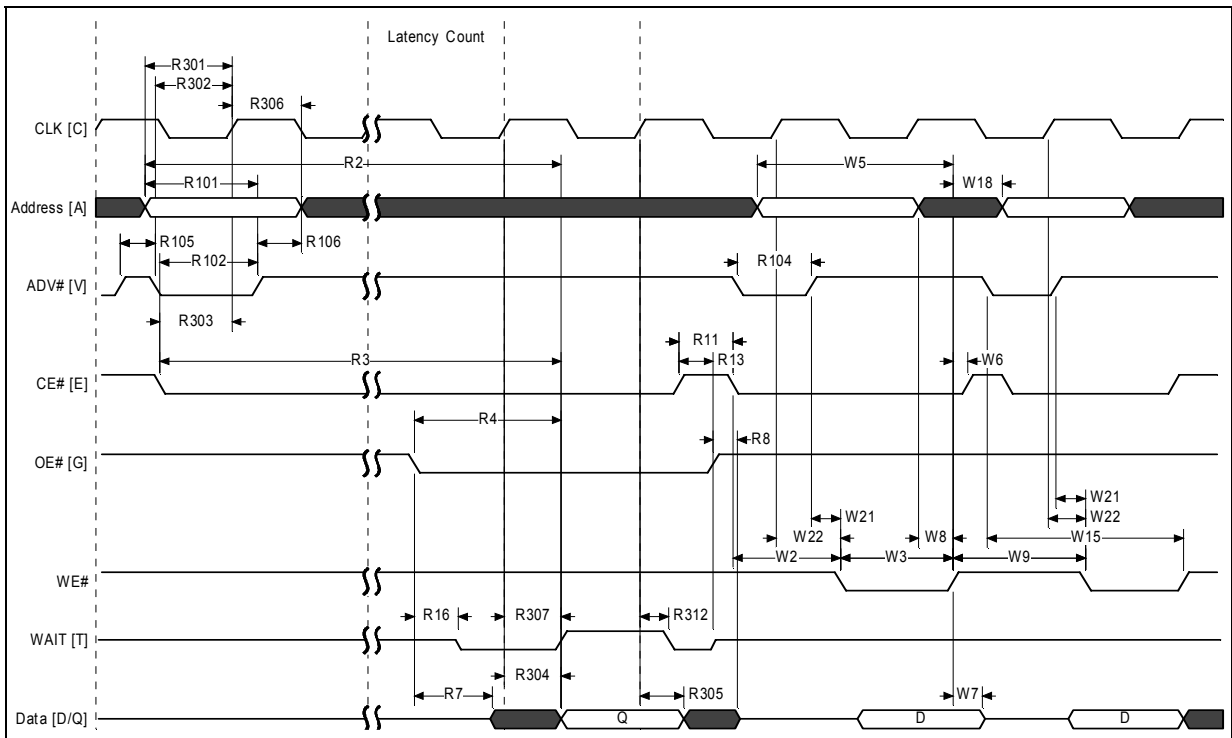 Latency Count
R301
R302
R306
CLK [C]
R2
W5
R101
W18
Address [A]
R105
R106
R102
R104
ADV# [V]
R303
R11
R3
R13
W6
CE# [E]
R4
R8
OE# [G]
W21
W21
W22
W22
W8
W15
W2
W3
W9
WE#
R16
R307
R312
WAIT [T]
R304
R7
R305
W7
Data [D/Q]
Q
D
D